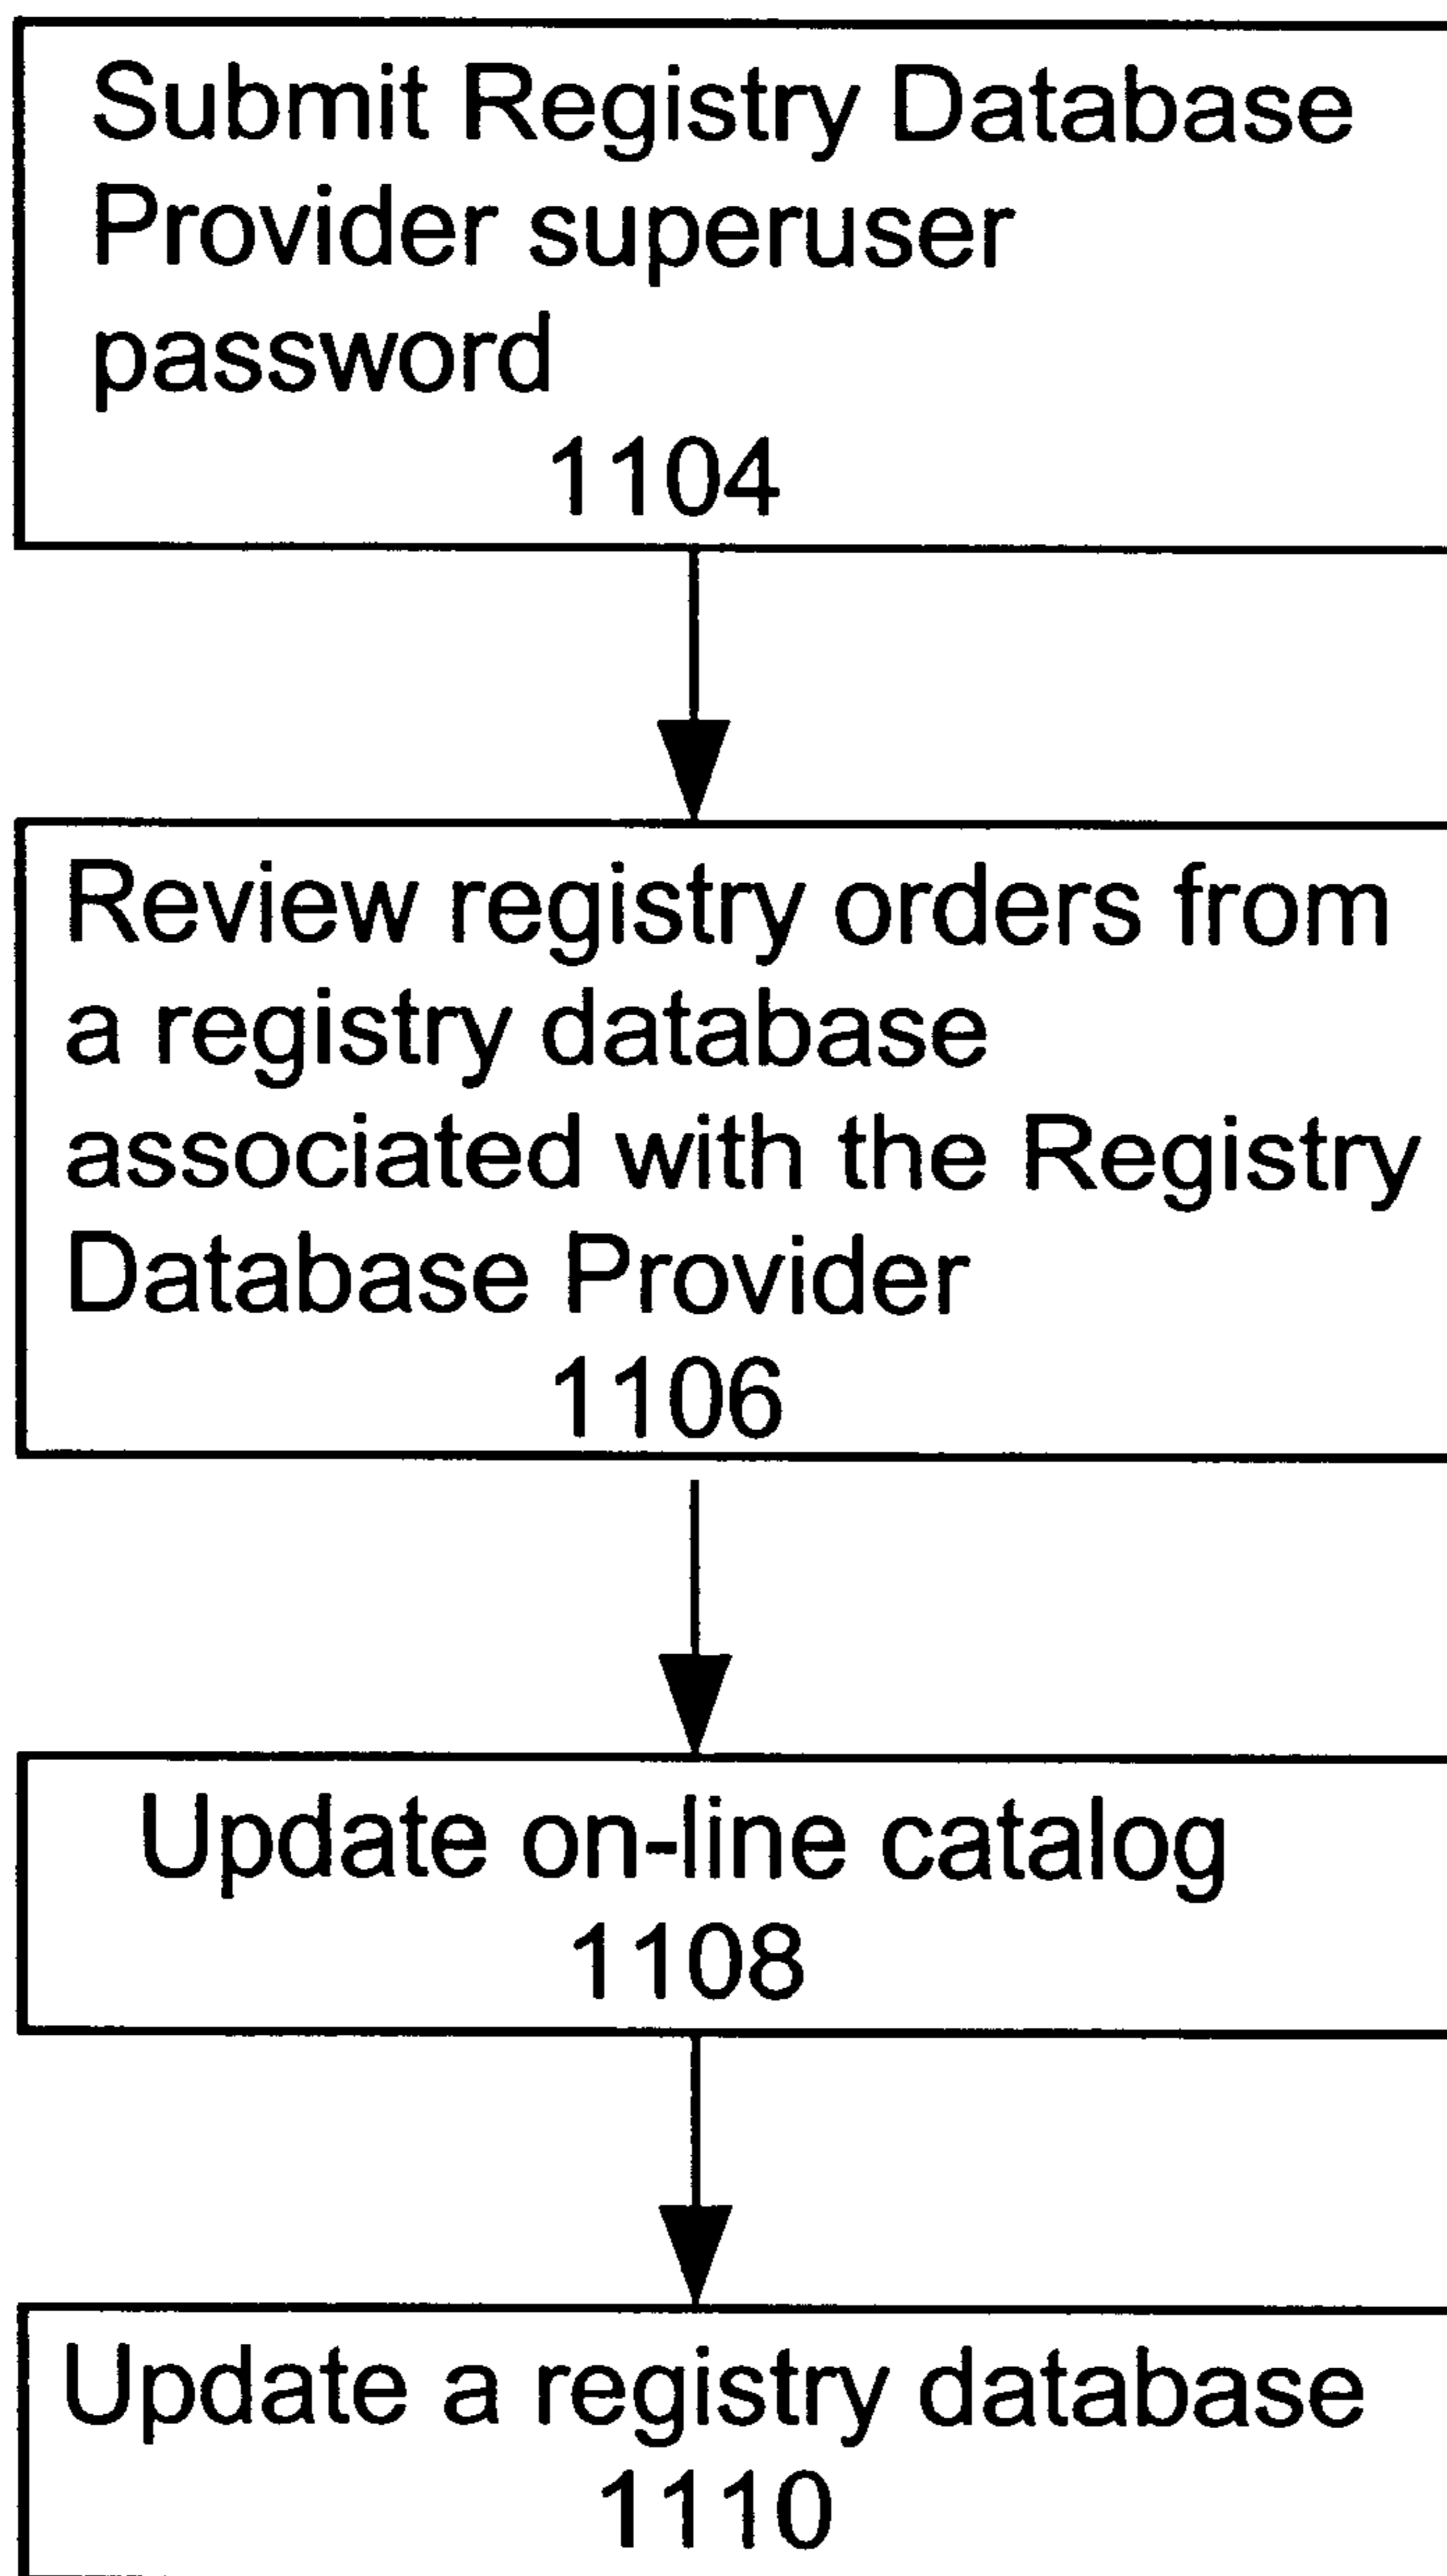 Submit Registry Database
Provider superuser
password
1104
Review registry orders from
a registry database
associated with the Registry
Database Provider
1106
Update on-line catalog
1108
Update a registry database
1110